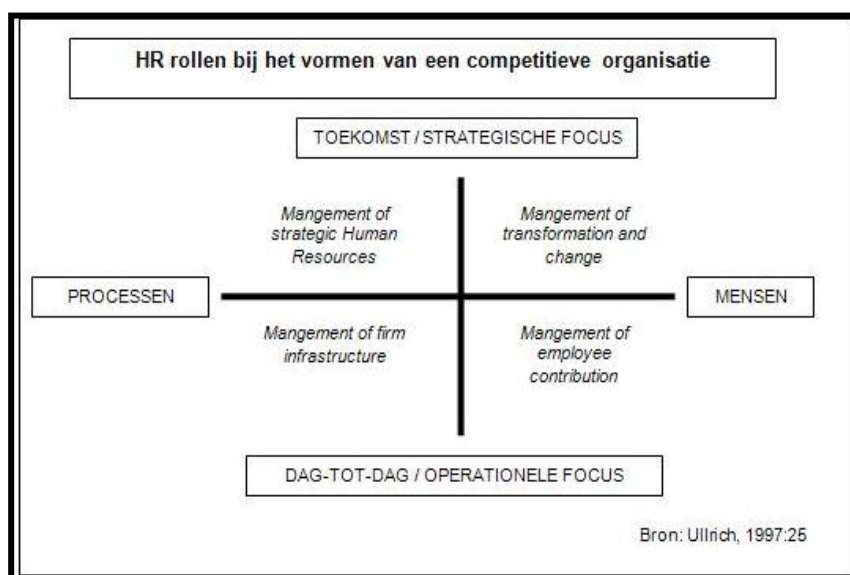 HR rollen bij het vormen van een competitieve organisatie
TOEKOMST / STRATEGISCHE FOCUS
Mangement of
strategic Human
Resources
Mangement of
transformation and
change
PROCESSEN
MENSEN
Mangement of firm
infrastructure
Mangement of
employee
contribution
DAG-TOT-DAG / OPERATIONELE FOCUS
Bron: Ullrich, 1997:25